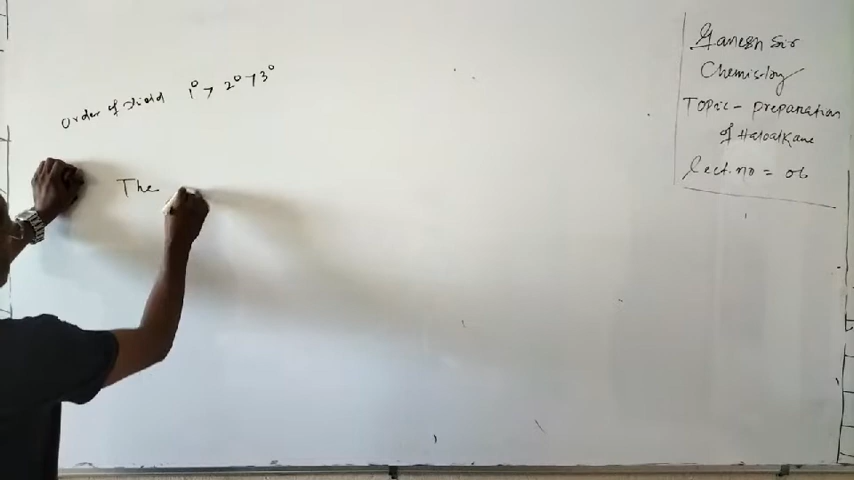 Order of Yield 1° > 2° > 3°
The
Ganesh Sir
Chemistry
Topic - preparation
of Haloalkane
lect. no = 06